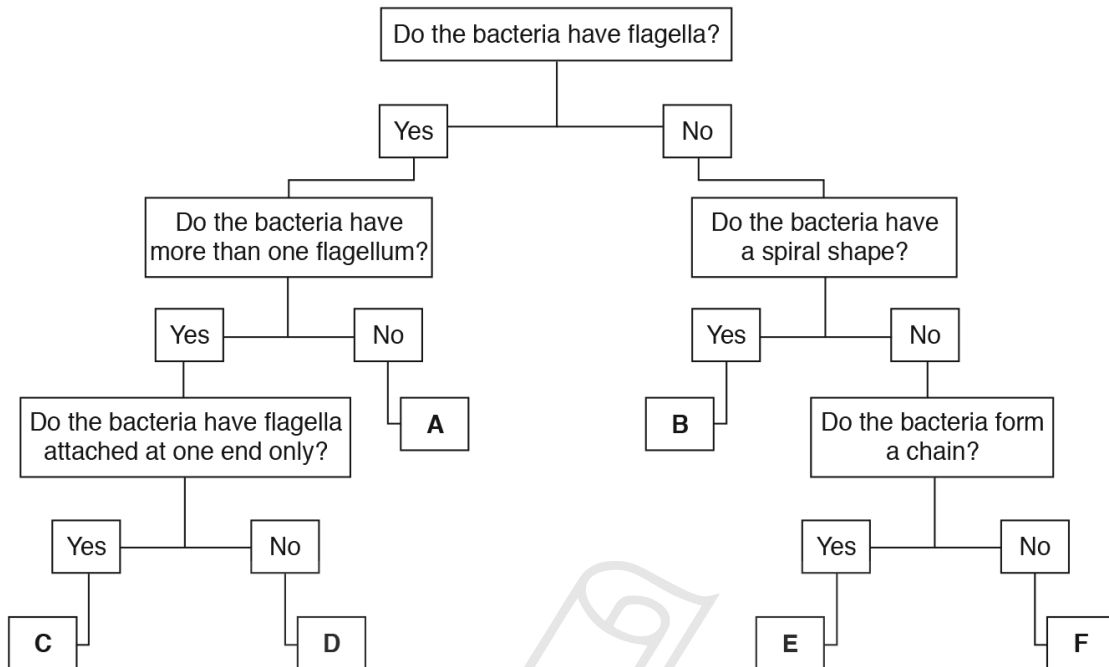 Do the bacteria have flagella?
Yes
No
Do the bacteria have
more than one flagellum?
Do the bacteria have
a spiral shape?
Yes
No
Yes
No
Do the bacteria have flagella
attached at one end only?
A
B
Do the bacteria form
a chain?
Yes
No
Yes
No
C
D
E
F